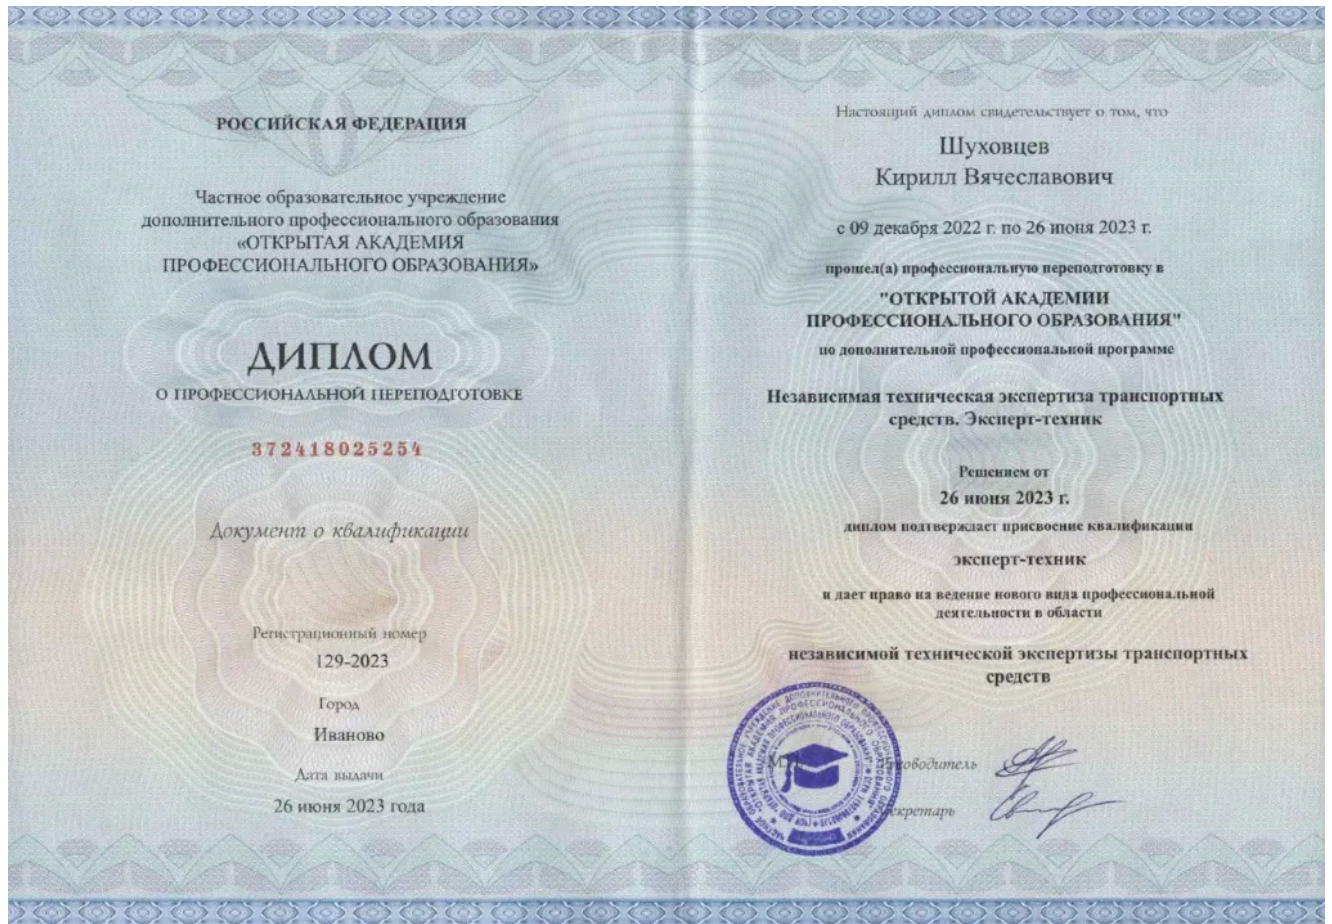 РОССИЙСКАЯ ФЕДЕРАЦИЯ
Частное образовательное учреждение
дополнительного профессионального образования
«ОТКРЫТАЯ АКАДЕМИЯ
ПРОФЕССИОНАЛЬНОГО ОБРАЗОВАНИЯ»
ДИПЛОМ
О ПРОФЕССИОНАЛЬНОЙ ПЕРЕПОДГОТОВКЕ
372418025254
Документ о квалификации
Регистрационный номер
129-2023
Город
Иваново
Дата выдачи
26 июня 2023 года
Настоящий диплом свидетельствует о том, что
Шуховцев
Кирилл Вячеславович
с 09 декабря 2022 г. по 26 июня 2023 г.
прошел(а) профессиональную переподготовку в
"ОТКРЫТОЙ АКАДЕМИИ
ПРОФЕССИОНАЛЬНОГО ОБРАЗОВАНИЯ"
по дополнительной профессиональной программе
Независимая техническая экспертиза транспортных
средств. Эксперт-техник
Решением от
26 июня 2023 г.
диплом подтверждает присвоение квалификации
эксперт-техник
и дает право на ведение нового вида профессиональной
деятельности в области
независимой технической экспертизы транспортных
средств
Руководитель
Секретарь